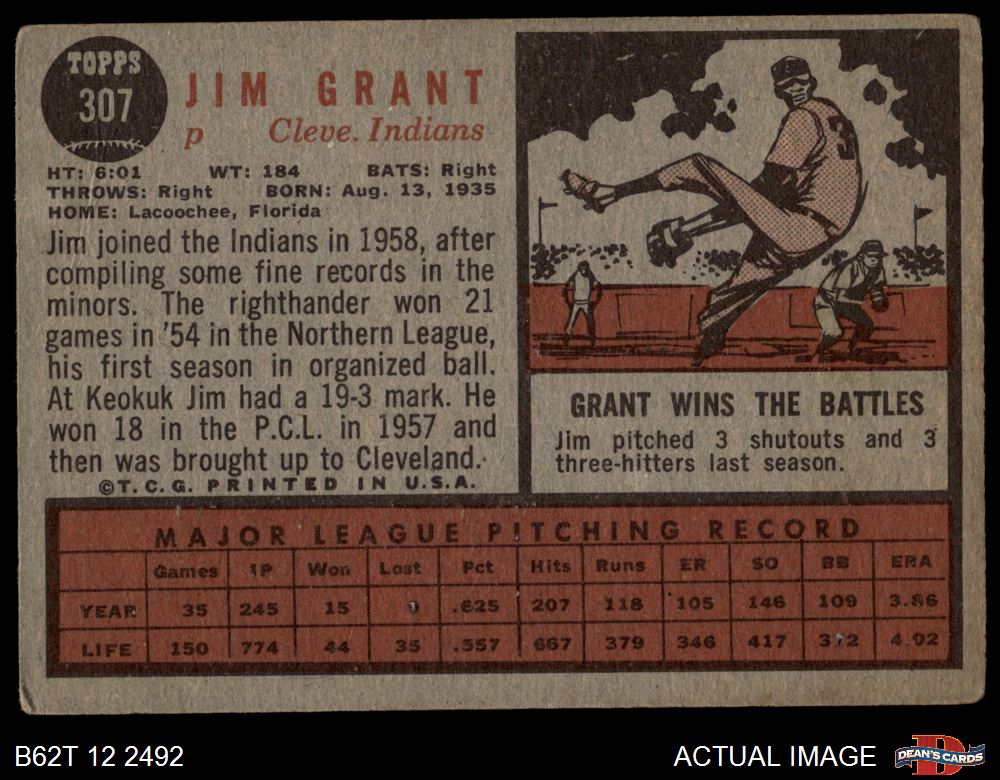 TOPPS
307
JIM GRANT
p Cleve. Indians
HT: 6:01 WT: 184 BATS: Right
THROWS: Right BORN: Aug. 13, 1935
HOME: Lacoochee, Florida
Jim joined the Indians in 1958, after
compiling some fine records in the
minors. The righthander won 21
games in '54 in the Northern League,
his first season in organized ball.
At Keokuk Jim had a 19-3 mark. He
won 18 in the P.C.L. in 1957 and
then was brought up to Cleveland.
©T.C.G. PRINTED IN U.S.A.
GRANT WINS THE BATTLES
Jim pitched 3 shutouts and 3
three-hitters last season.
MAJOR LEAGUE PITCHING RECORD
Games IP Won Lost Pct Hits Runs ER SO BB ERA
YEAR 35 245 15 9 .625 207 118 105 146 109 3.86
LIFE 150 774 44 35 .557 667 379 346 417 372 4.02
B62T 12 2492
ACTUAL IMAGE
DEAN'S CARDS